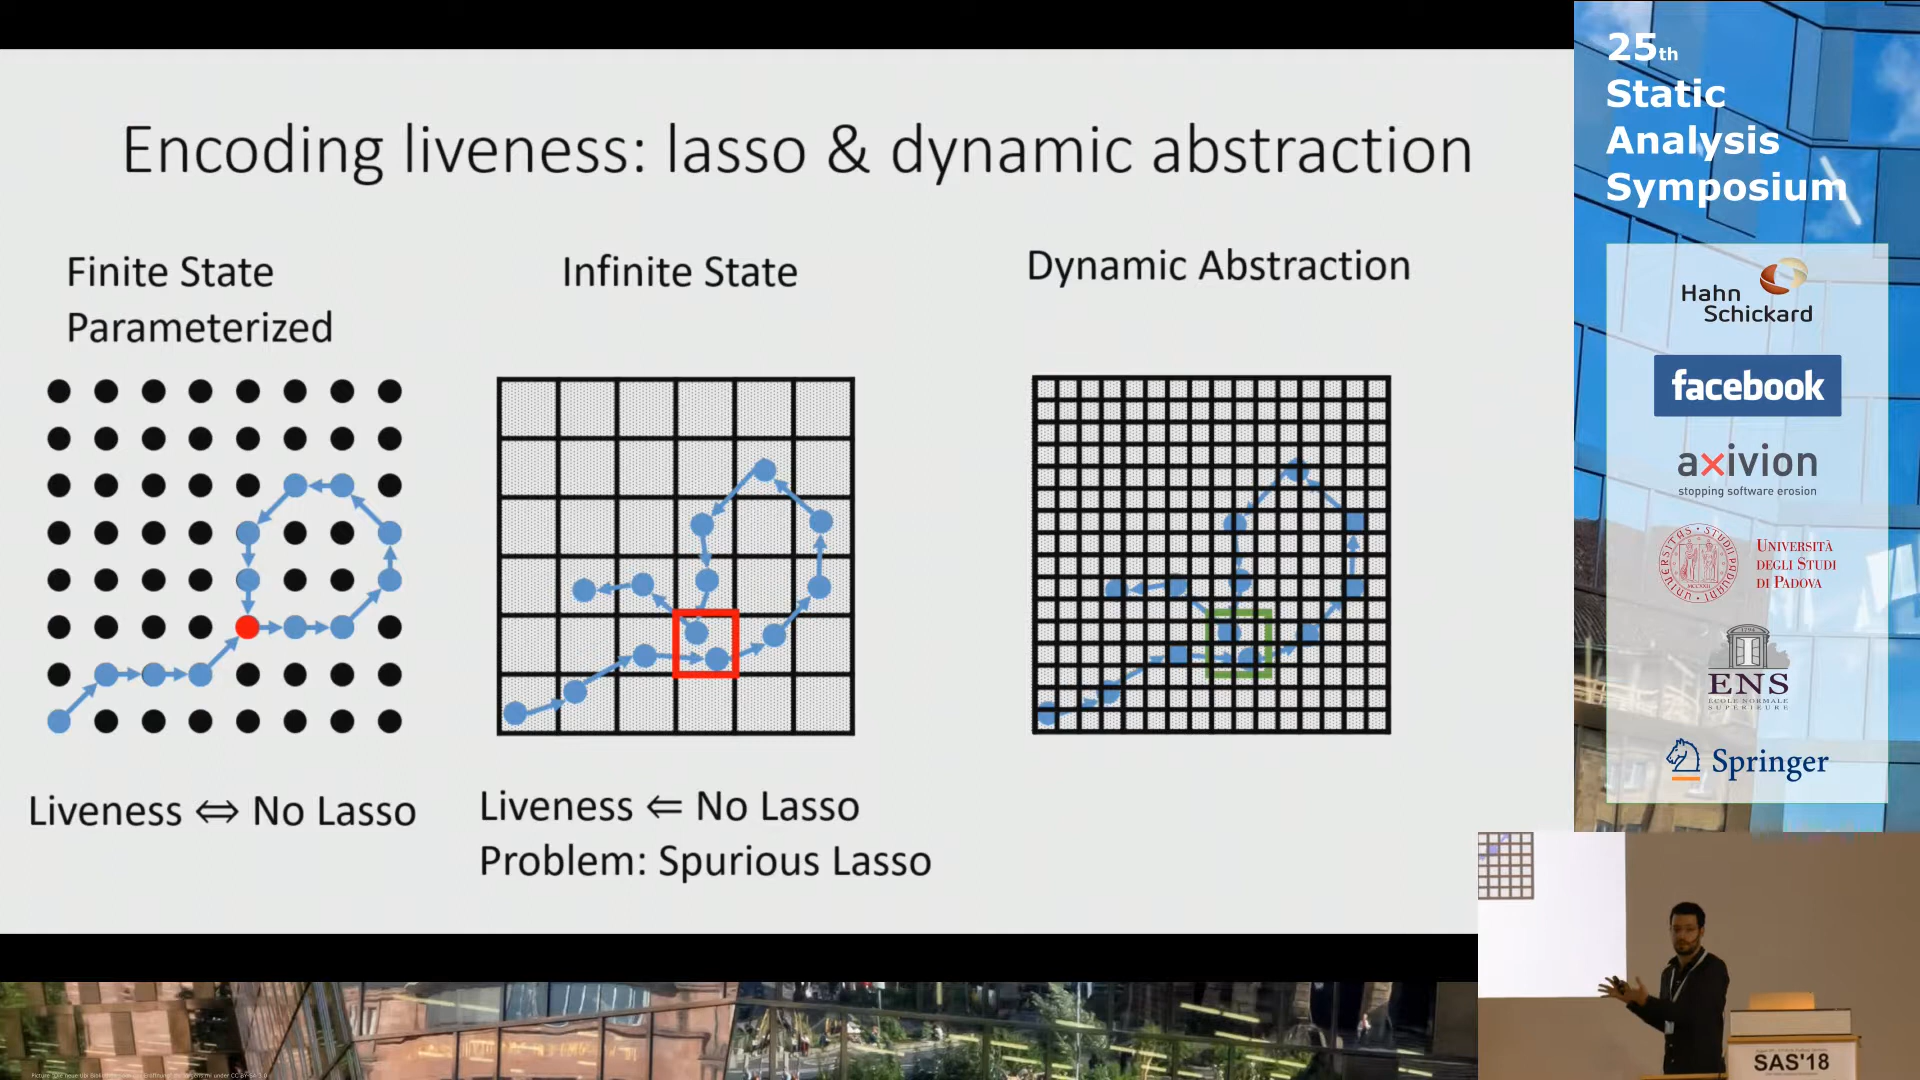 Encoding liveness: lasso & dynamic abstraction
Finite State
Parameterized
Infinite State
Dynamic Abstraction
Liveness ⇔ No Lasso
Liveness ⇐ No Lasso
Problem: Spurious Lasso
25th
Static
Analysis
Symposium
Hahn
Schickard
facebook
axivion
stopping software erosion
UNIVERSITÀ
DEGLI STUDI
DI PADOVA
ENS
ÉCOLE NORMALE
SUPÉRIEURE
Springer
SAS'18